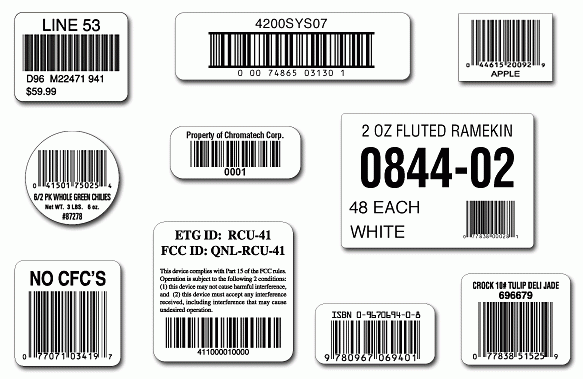 LINE 53
D96 M22471 941
$59.99
4200SYS07
0 00 74865 03130 1
0 44615 20092 9
APPLE
0 41501 75025 4
6/2 PK WHOLE GREEN CHILIES
Net WT. 3 LBS. 6 oz.
#87278
Property of Chromatech Corp.
0001
2 OZ FLUTED RAMEKIN
0844-02
48 EACH
WHITE
0 77838 00028 1
NO CFC'S
0 77071 03419 7
ETG ID: RCU-41
FCC ID: QNL-RCU-41
This device complies with Part 15 of the FCC rules.
Operation is subject to the following 2 conditions:
(1) this device may not cause harmful interference,
and (2) this device must accept any interference
received, including interference that may cause
undesired operation.
411000010000
ISBN 0-9670694-0-8
9 780967 069401
CROCK 10# TULIP DELI JADE
696679
0 77838 51525 9